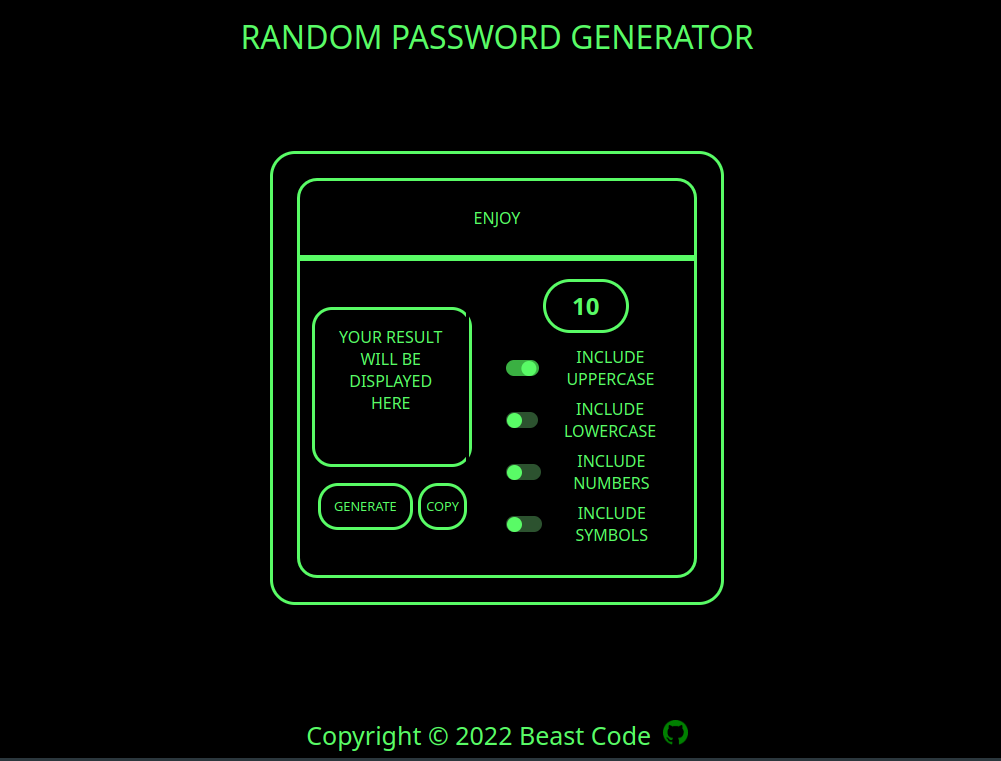 RANDOM PASSWORD GENERATOR
ENJOY
YOUR RESULT
WILL BE
DISPLAYED
HERE
GENERATE
COPY
10
INCLUDE
UPPERCASE
INCLUDE
LOWERCASE
INCLUDE
NUMBERS
INCLUDE
SYMBOLS
Copyright © 2022 Beast Code